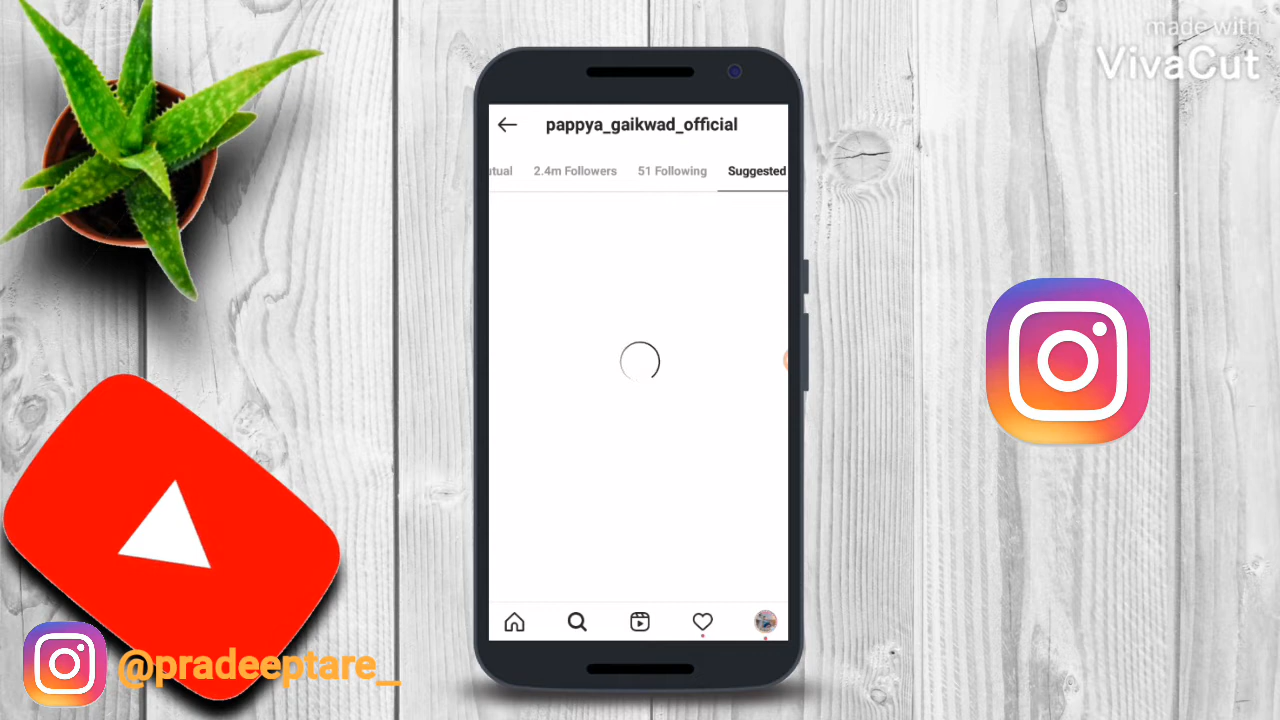 made with
VivaCut
pappya_gaikwad_official
utual 2.4m Followers 51 Following Suggested
@pradeeptare_